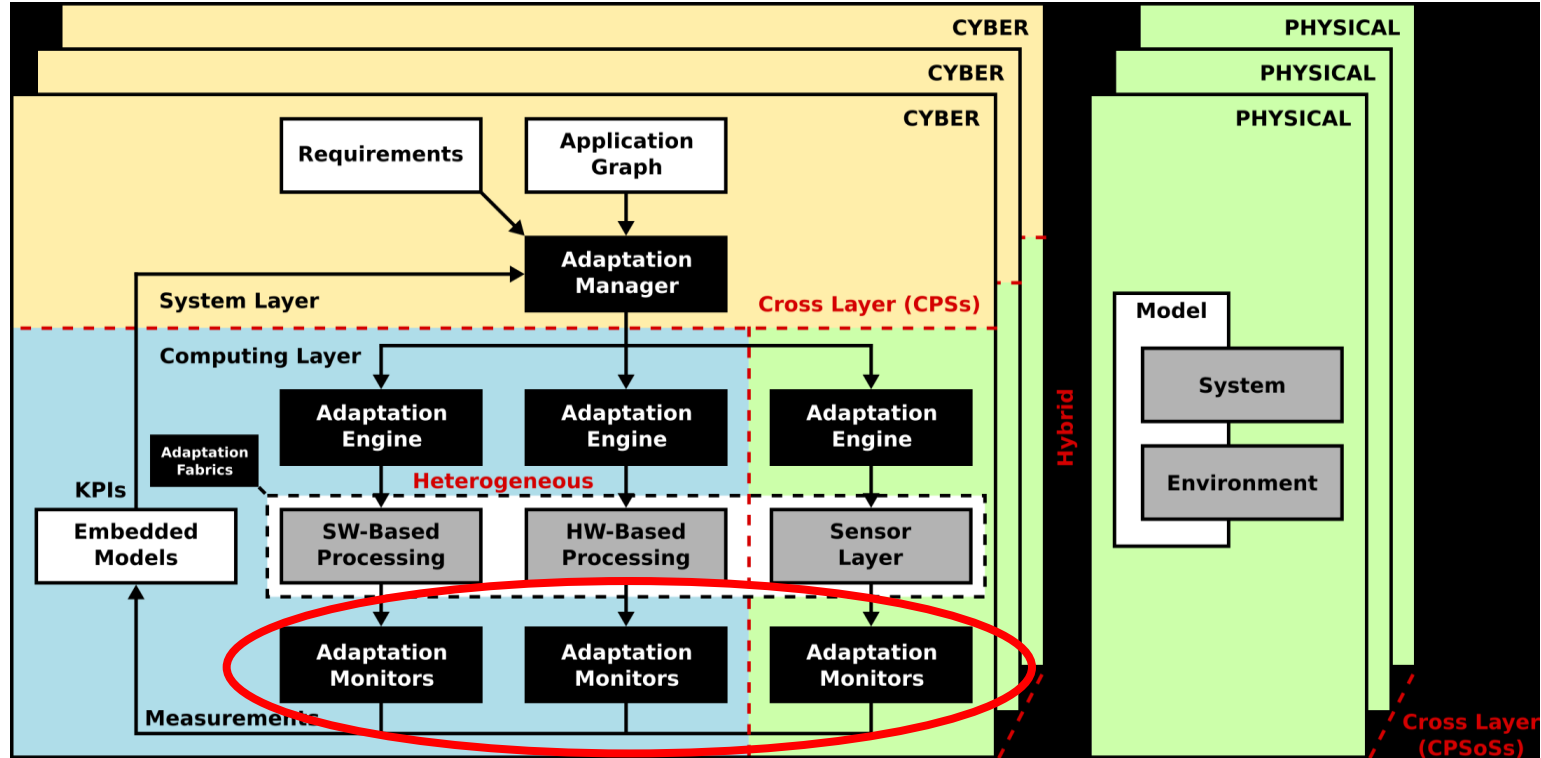 CYBER
PHYSICAL
CYBER
PHYSICAL
CYBER
PHYSICAL
Requirements
Application
Graph
Adaptation
Manager
System Layer
Cross Layer (CPSs)
Model
Computing Layer
System
Adaptation
Engine
Adaptation
Engine
Adaptation
Engine
Hybrid
Adaptation
Fabrics
Heterogeneous
KPIs
Environment
Embedded
Models
SW-Based
Processing
HW-Based
Processing
Sensor
Layer
Adaptation
Monitors
Adaptation
Monitors
Adaptation
Monitors
Measurements
Cross Layer
(CPSoSs)